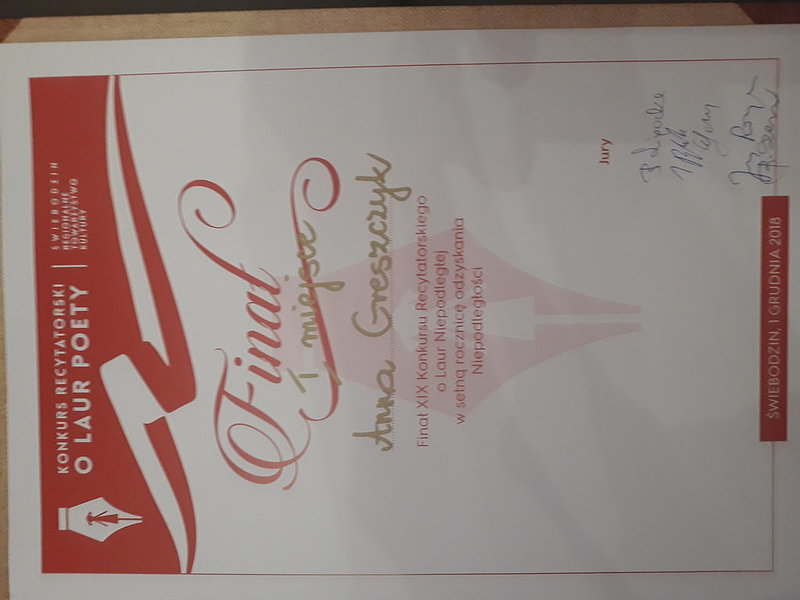 KONKURS RECYTATORSKI
O LAUR POETY
ŚWIEBODZIN
REGIONALNE
TOWARZYSTWO
KULTURY
Finał
I miejsce
Anna Greszczyk
Finał XIX Konkursu Recytatorskiego
o Laur Niepodległej
w setną rocznicę odzyskania
Niepodległości
Jury
ŚWIEBODZIN, 1 GRUDNIA 2018